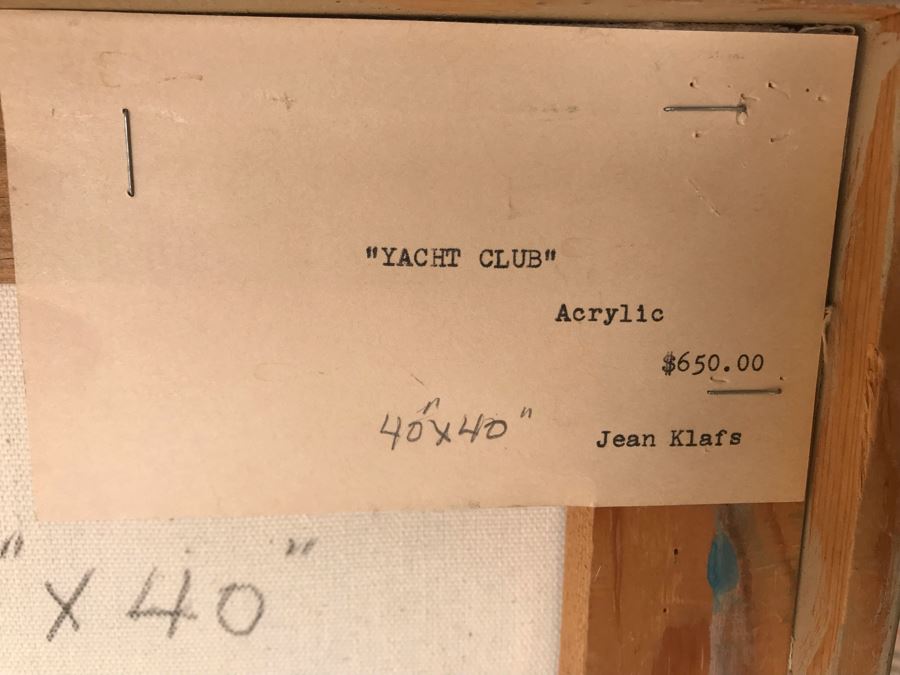 "YACHT CLUB"
Acrylic
$650.00
40"x40"
Jean Klafs
" x 40"